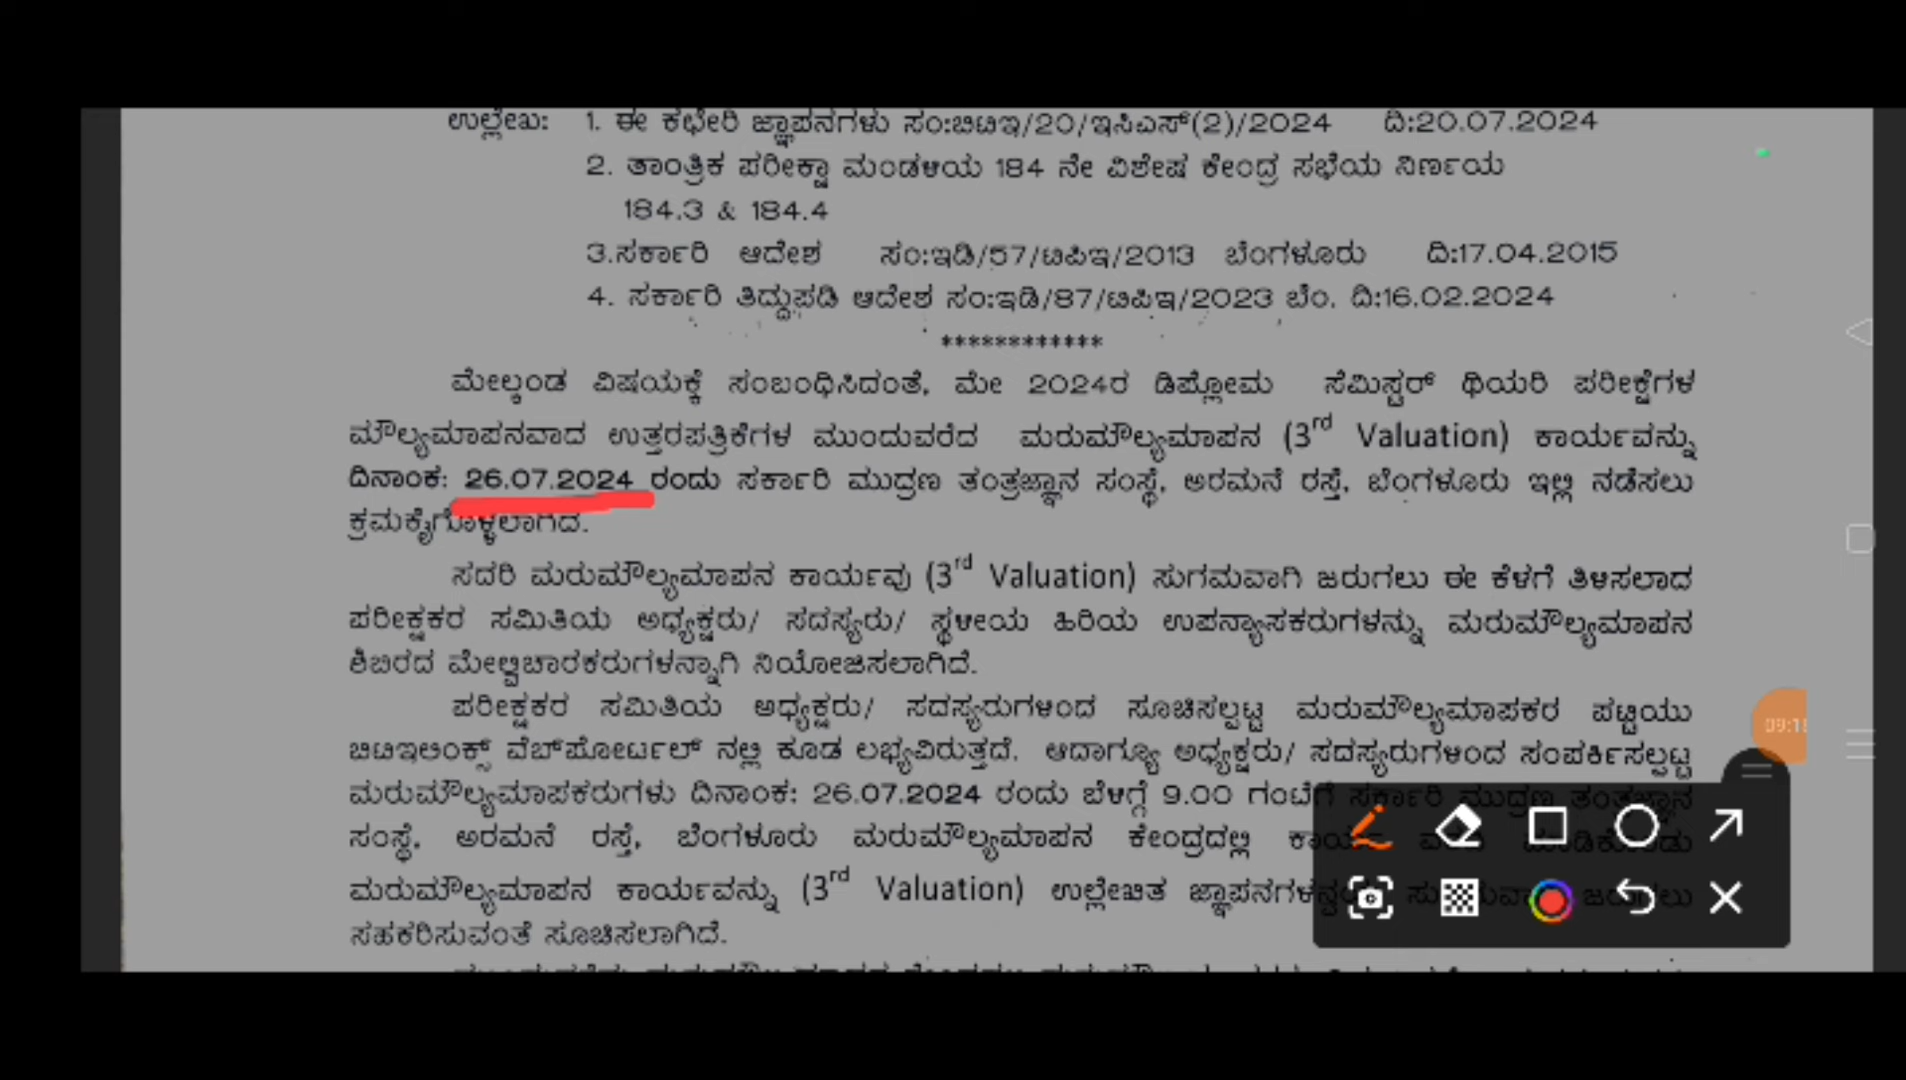 ಉಲ್ಲೇಖ: 1. ಈ ಕಛೇರಿ ಜ್ಞಾಪನಗಳು ಸಂ:ಬಿಟಿಇ/20/ಇಸಿಎಸ್(2)/2024 ದಿ:20.07.2024
2. ತಾಂತ್ರಿಕ ಪರೀಕ್ಷಾ ಮಂಡಳಿಯ 184 ನೇ ವಿಶೇಷ ಕೇಂದ್ರ ಸಭೆಯ ನಿರ್ಣಯ
184.3 & 184.4
3.ಸರ್ಕಾರಿ ಆದೇಶ ಸಂ:ಇಡಿ/57/ಟಿಪಿಇ/2013 ಬೆಂಗಳೂರು ದಿ:17.04.2015
4. ಸರ್ಕಾರಿ ತಿದ್ದುಪಡಿ ಆದೇಶ ಸಂ:ಇಡಿ/87/ಟಿಪಿಇ/2023 ಬೆಂ. ದಿ:16.02.2024
************
ಮೇಲ್ಕಂಡ ವಿಷಯಕ್ಕೆ ಸಂಬಂಧಿಸಿದಂತೆ, ಮೇ 2024ರ ಡಿಪ್ಲೋಮ ಸೆಮಿಸ್ಟರ್ ಥಿಯರಿ ಪರೀಕ್ಷೆಗಳ
ಮೌಲ್ಯಮಾಪನವಾದ ಉತ್ತರಪತ್ರಿಕೆಗಳ ಮುಂದುವರೆದ ಮರುಮೌಲ್ಯಮಾಪನ (3rd Valuation) ಕಾರ್ಯವನ್ನು
ದಿನಾಂಕ: 26.07.2024 ರಂದು ಸರ್ಕಾರಿ ಮುದ್ರಣ ತಂತ್ರಜ್ಞಾನ ಸಂಸ್ಥೆ, ಅರಮನೆ ರಸ್ತೆ, ಬೆಂಗಳೂರು ಇಲ್ಲಿ ನಡೆಸಲು
ಕ್ರಮಕೈಗೊಳ್ಳಲಾಗಿದೆ.
ಸದರಿ ಮರುಮೌಲ್ಯಮಾಪನ ಕಾರ್ಯವು (3rd Valuation) ಸುಗಮವಾಗಿ ಜರುಗಲು ಈ ಕೆಳಗೆ ತಿಳಿಸಲಾದ
ಪರೀಕ್ಷಕರ ಸಮಿತಿಯ ಅಧ್ಯಕ್ಷರು/ ಸದಸ್ಯರು/ ಸ್ಥಳೀಯ ಹಿರಿಯ ಉಪನ್ಯಾಸಕರುಗಳನ್ನು ಮರುಮೌಲ್ಯಮಾಪನ
ಶಿಬಿರದ ಮೇಲ್ವಿಚಾರಕರುಗಳನ್ನಾಗಿ ನಿಯೋಜಿಸಲಾಗಿದೆ.
ಪರೀಕ್ಷಕರ ಸಮಿತಿಯ ಅಧ್ಯಕ್ಷರು/ ಸದಸ್ಯರುಗಳಿಂದ ಸೂಚಿಸಲ್ಪಟ್ಟ ಮರುಮೌಲ್ಯಮಾಪಕರ ಪಟ್ಟಿಯು
ಬಿಟಿಇಲಿಂಕ್ಸ್ ವೆಬ್‌ಪೋರ್ಟಲ್ ನಲ್ಲಿ ಕೂಡ ಲಭ್ಯವಿರುತ್ತದೆ. ಆದಾಗ್ಯೂ ಅಧ್ಯಕ್ಷರು/ ಸದಸ್ಯರುಗಳಿಂದ ಸಂಪರ್ಕಿಸಲ್ಪಟ್ಟ
ಮರುಮೌಲ್ಯಮಾಪಕರುಗಳು ದಿನಾಂಕ: 26.07.2024 ರಂದು ಬೆಳಿಗ್ಗೆ 9.00 ಗಂಟೆಗೆ ಸರ್ಕಾರಿ ಮುದ್ರಣ ತಂತ್ರಜ್ಞಾನ
ಸಂಸ್ಥೆ, ಅರಮನೆ ರಸ್ತೆ, ಬೆಂಗಳೂರು ಮರುಮೌಲ್ಯಮಾಪನ ಕೇಂದ್ರದಲ್ಲಿ
ಮರುಮೌಲ್ಯಮಾಪನ ಕಾರ್ಯವನ್ನು (3rd Valuation) ಉಲ್ಲೇಖಿತ ಜ್ಞಾಪನಗಳನ್ವಯ ಜರುಗಲು
ಸಹಕರಿಸುವಂತೆ ಸೂಚಿಸಲಾಗಿದೆ.